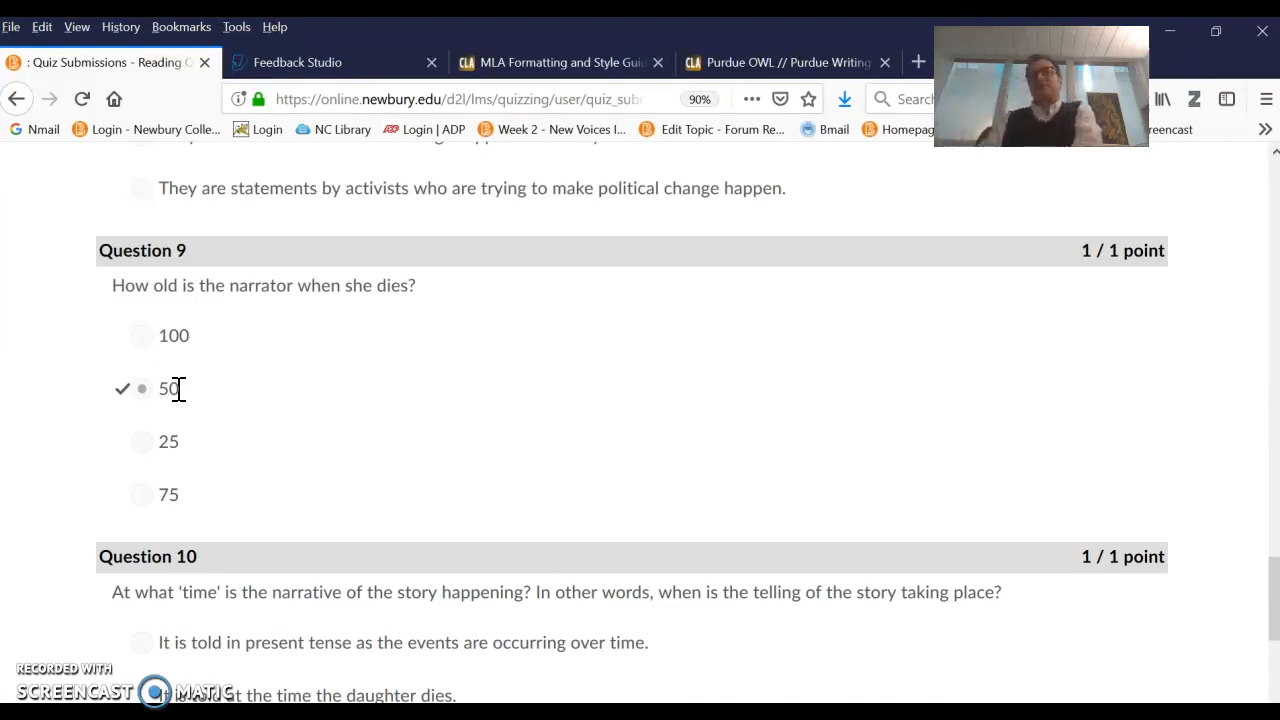 File Edit View History Bookmarks Tools Help
: Quiz Submissions - Reading Q
Feedback Studio
CLA MLA Formatting and Style Gui
CLA Purdue OWL // Purdue Writing
https://online.newbury.edu/d2l/lms/quizzing/user/quiz_sub
90%
Searc
Nmail
Login - Newbury Colle...
Login
NC Library
Login | ADP
Week 2 - New Voices I...
Edit Topic - Forum Re...
Bmail
Homepag
reencast
They are statements by activists who are trying to make political change happen.
Question 9 1 / 1 point
How old is the narrator when she dies?
100
50
25
75
Question 10 1 / 1 point
At what 'time' is the narrative of the story happening? In other words, when is the telling of the story taking place?
It is told in present tense as the events are occurring over time.
RECORDED WITH
SCREENCAST MATIC
told at the time the daughter dies.